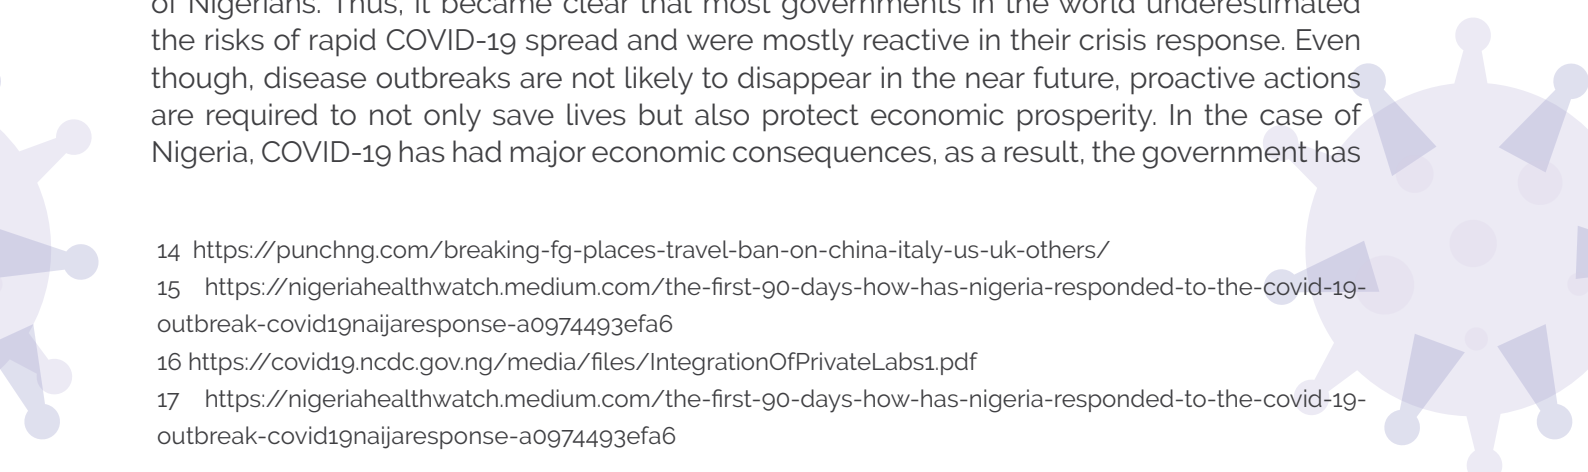 of Nigerians. Thus, it became clear that most governments in the world underestimated
the risks of rapid COVID-19 spread and were mostly reactive in their crisis response. Even
though, disease outbreaks are not likely to disappear in the near future, proactive actions
are required to not only save lives but also protect economic prosperity. In the case of
Nigeria, COVID-19 has had major economic consequences, as a result, the government has
14 https://punchng.com/breaking-fg-places-travel-ban-on-china-italy-us-uk-others/
15 https://nigeriahealthwatch.medium.com/the-first-90-days-how-has-nigeria-responded-to-the-covid-19-
outbreak-covid19naijaresponse-a0974493efa6
16 https://covid19.ncdc.gov.ng/media/files/IntegrationOfPrivateLabs1.pdf
17 https://nigeriahealthwatch.medium.com/the-first-90-days-how-has-nigeria-responded-to-the-covid-19-
outbreak-covid19naijaresponse-a0974493efa6